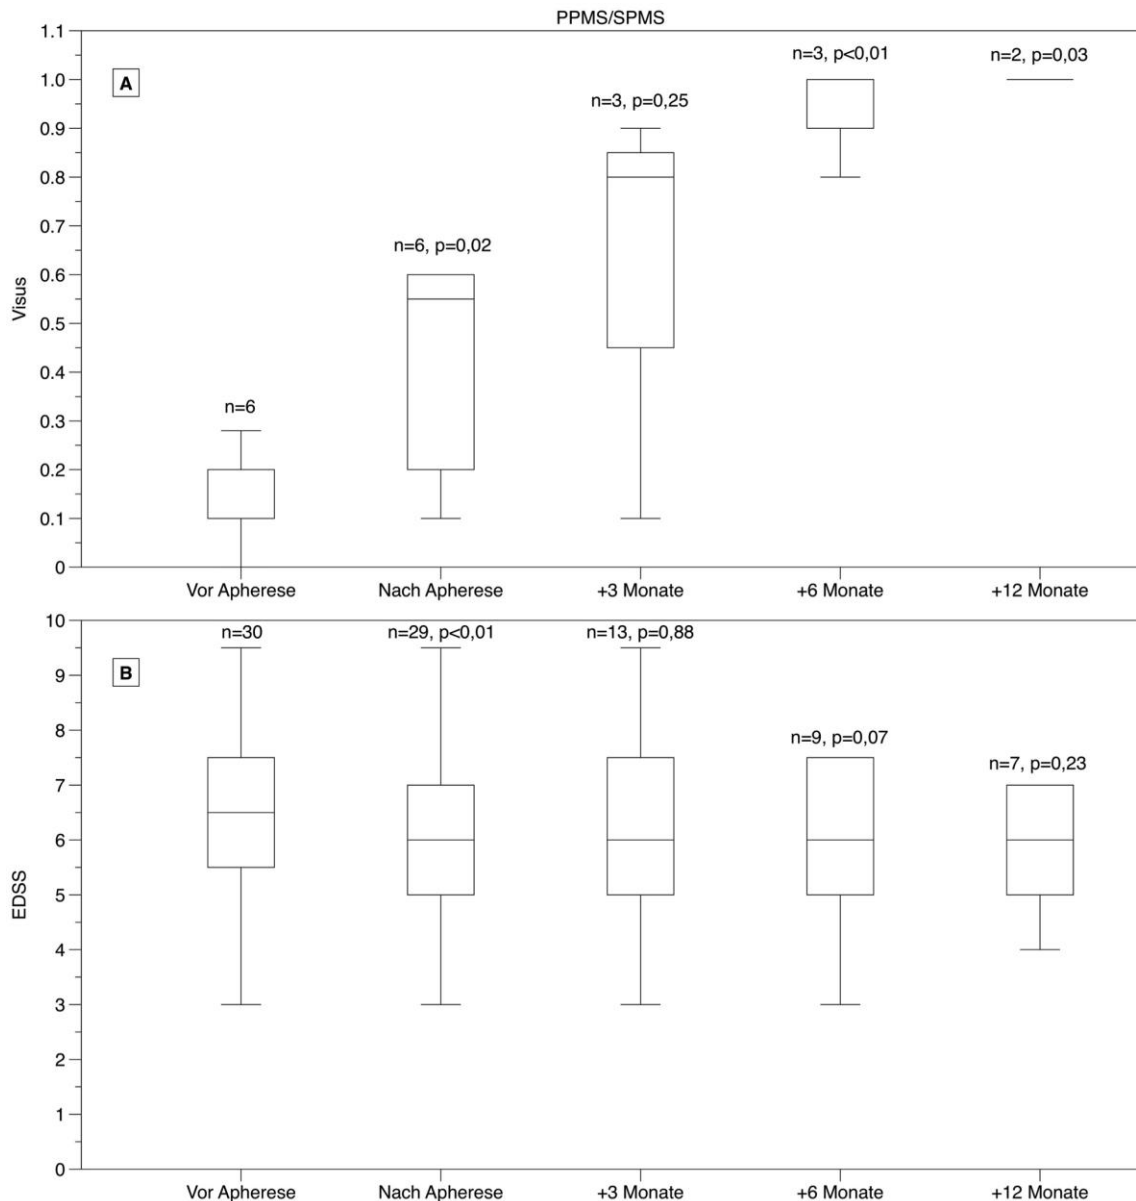 PPMS/SPMS
1.1
A
n=3, p<0,01
n=2, p=0,03
1.0
n=3, p=0,25
0.9
0.8
0.7
n=6, p=0,02
0.6
Visus
0.5
0.4
n=6
0.3
0.2
0.1
0
Vor Apherese
Nach Apherese
+3 Monate
+6 Monate
+12 Monate
10
n=30
n=29, p<0,01
n=13, p=0,88
B
9
8
n=9, p=0,07
n=7, p=0,23
7
6
EDSS
5
4
3
2
1
0
Vor Apherese
Nach Apherese
+3 Monate
+6 Monate
+12 Monate